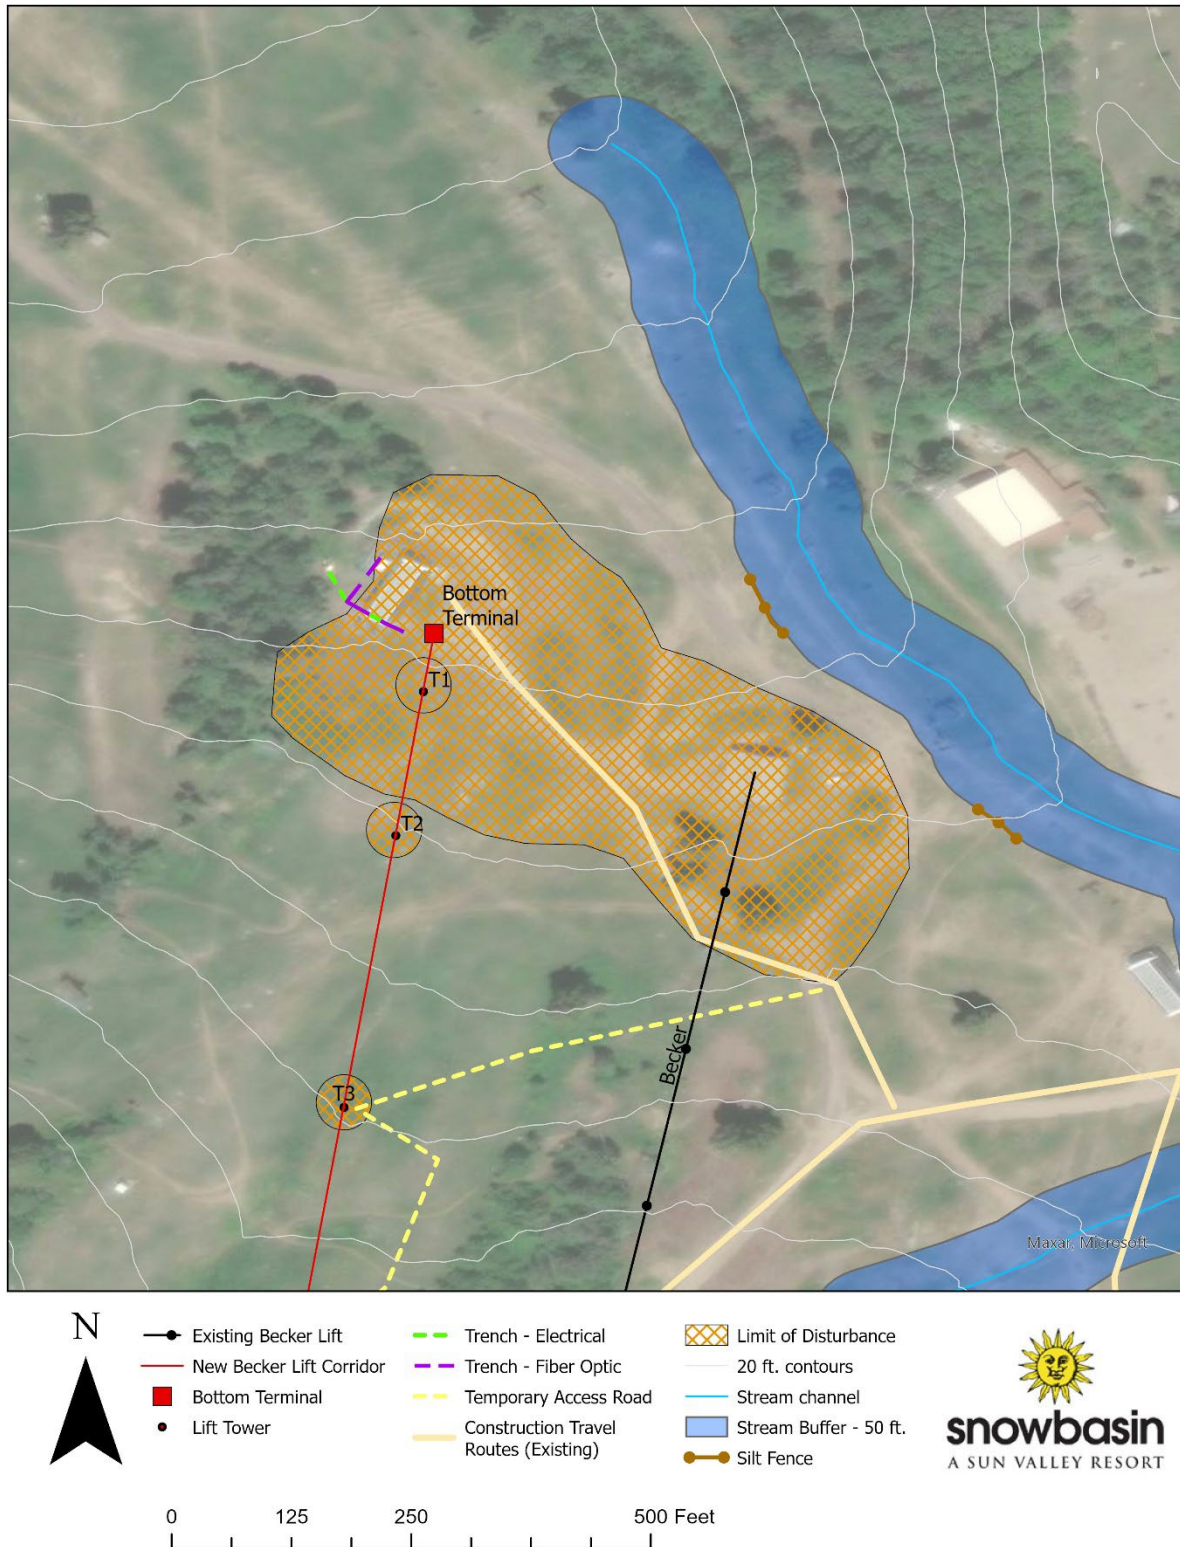 Bottom
Terminal
T1
T2
T3
Becker
Maxar, Microsoft
N
Existing Becker Lift
New Becker Lift Corridor
Bottom Terminal
Lift Tower
Trench - Electrical
Trench - Fiber Optic
Temporary Access Road
Construction Travel
Routes (Existing)
Limit of Disturbance
20 ft. contours
Stream channel
Stream Buffer - 50 ft.
Silt Fence
snowbasin
A SUN VALLEY RESORT
0 125 250 500 Feet